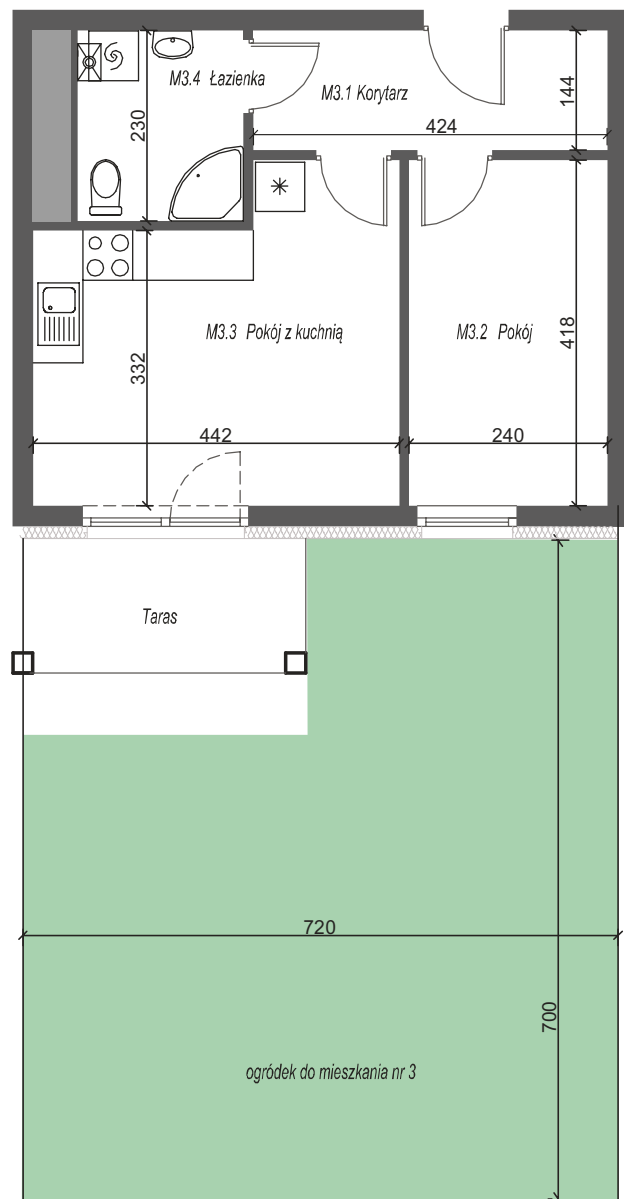 M3.4 Łazienka
M3.1 Korytarz
144
230
424
M3.3 Pokój z kuchnią
M3.2 Pokój
418
332
442
240
Taras
720
700
ogródek do mieszkania nr 3